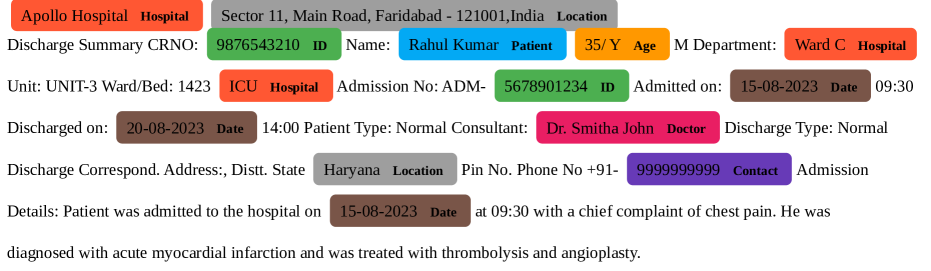 Apollo Hospital Hospital Sector 11, Main Road, Faridabad - 121001,India Location
Discharge Summary CRNO: 9876543210 ID Name: Rahul Kumar Patient 35/ Y Age M Department: Ward C Hospital
Unit: UNIT-3 Ward/Bed: 1423 ICU Hospital Admission No: ADM- 5678901234 ID Admitted on: 15-08-2023 Date 09:30
Discharged on: 20-08-2023 Date 14:00 Patient Type: Normal Consultant: Dr. Smitha John Doctor Discharge Type: Normal
Discharge Correspond. Address:, Distt. State Haryana Location Pin No. Phone No +91- 9999999999 Contact Admission
Details: Patient was admitted to the hospital on 15-08-2023 Date at 09:30 with a chief complaint of chest pain. He was
diagnosed with acute myocardial infarction and was treated with thrombolysis and angioplasty.